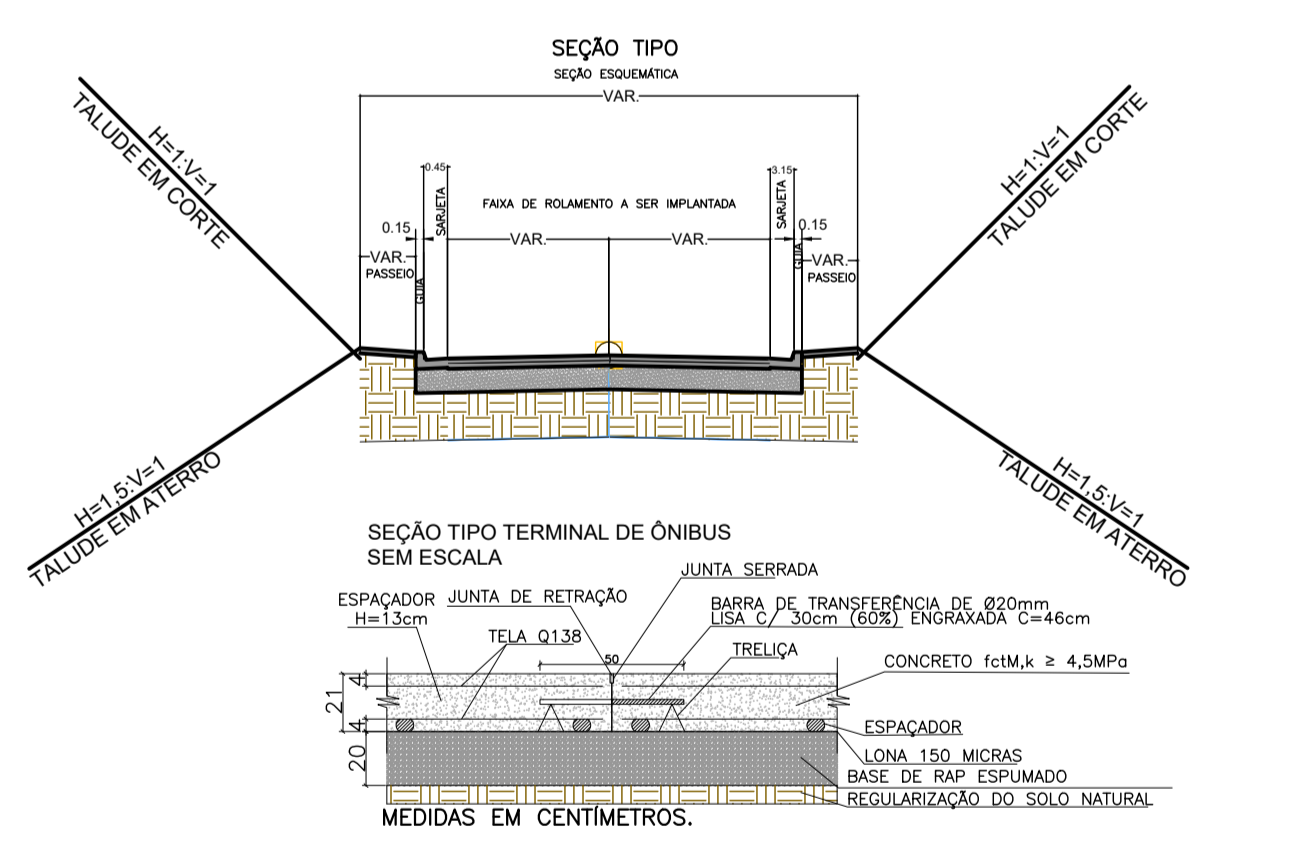 SEÇÃO TIPO
SEÇÃO ESQUEMÁTICA
VAR.
TALUDE EM CORTE
H=1:V=1
H=1:V=1
TALUDE EM CORTE
0.45
3.15
SARJETA
SARJETA
FAIXA DE ROLAMENTO A SER IMPLANTADA
0.15
0.15
VAR.
VAR.
VAR.
PASSEIO
GUIA
GUIA
VAR.
PASSEIO
H=1,5:V=1
TALUDE EM ATERRO
H=1,5:V=1
TALUDE EM ATERRO
SEÇÃO TIPO TERMINAL DE ÔNIBUS
SEM ESCALA
JUNTA SERRADA
ESPAÇADOR
H=13cm
JUNTA DE RETRAÇÃO
BARRA DE TRANSFERÊNCIA DE Ø20mm
LISA C/ 30cm (60%) ENGRAXADA C=46cm
TELA Q138
50
TRELIÇA
CONCRETO fctM,k ≥ 4,5MPa
4
21
4
20
ESPAÇADOR
LONA 150 MICRAS
BASE DE RAP ESPUMADO
REGULARIZAÇÃO DO SOLO NATURAL
MEDIDAS EM CENTÍMETROS.